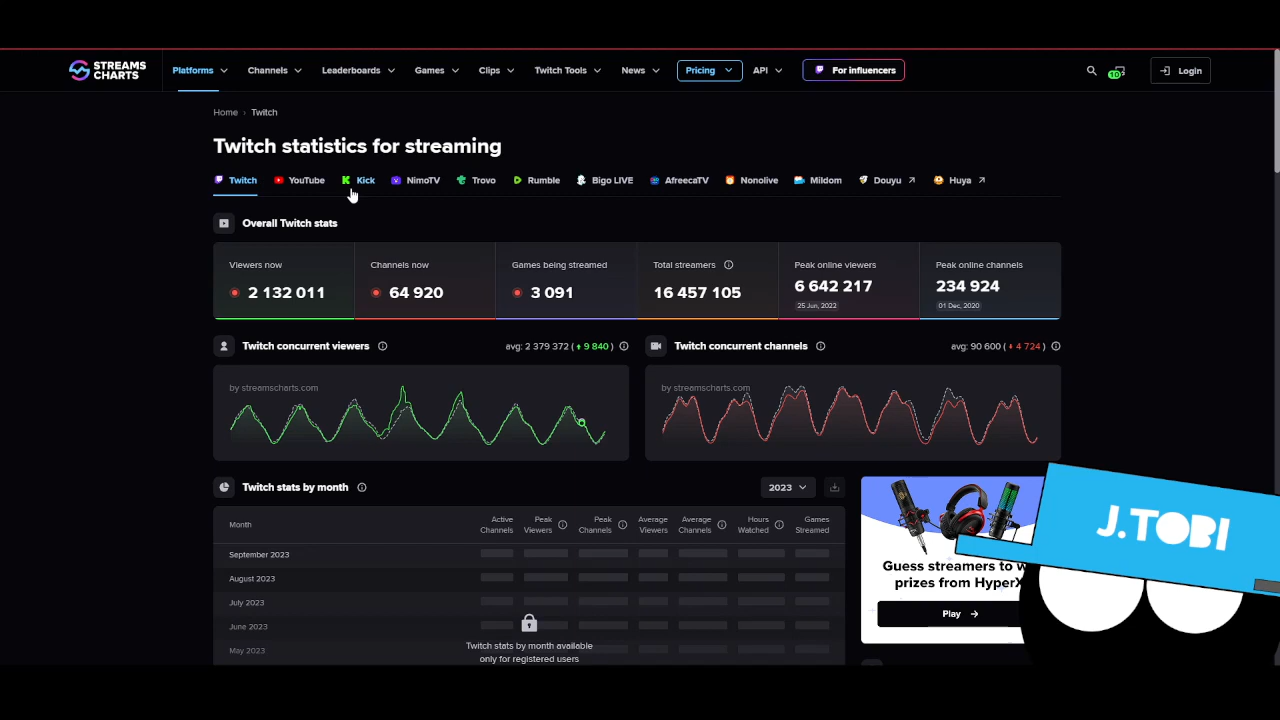 STREAMS
CHARTS
Platforms
Channels
Leaderboards
Games
Clips
Twitch Tools
News
Pricing
API
For influencers
10
Login
Home › Twitch
Twitch statistics for streaming
Twitch
YouTube
Kick
NimoTV
Trovo
Rumble
Bigo LIVE
AfreecaTV
Nonolive
Mildom
Douyu
Huya
Overall Twitch stats
Viewers now
2 132 011
Channels now
64 920
Games being streamed
3 091
Total streamers
16 457 105
Peak online viewers
6 642 217
25 Jun, 2022
Peak online channels
234 924
01 Dec, 2020
Twitch concurrent viewers
avg: 2 379 372 ( ↑ 9 840 )
by streamscharts.com
Twitch concurrent channels
avg: 90 600 ( ↓ 4 724 )
by streamscharts.com
Twitch stats by month
2023
Month
Active
Channels
Peak
Viewers
Peak
Channels
Average
Viewers
Average
Channels
Hours
Watched
Games
Streamed
September 2023
August 2023
July 2023
June 2023
May 2023
Twitch stats by month available
only for registered users
Guess streamers to w
prizes from HyperX
Play →
J.TOBI